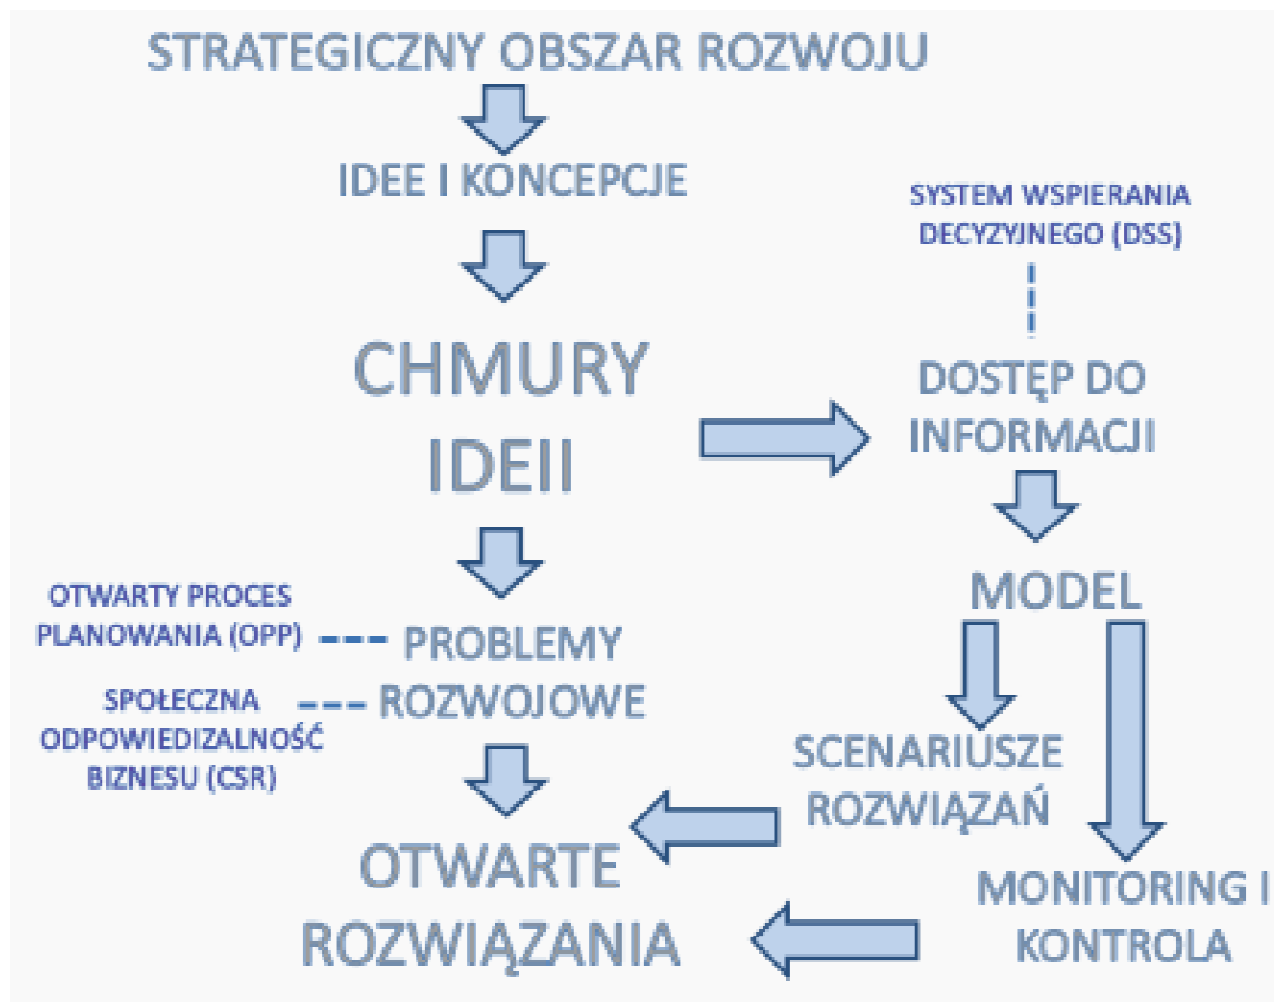 STRATEGICZNY OBSZAR ROZWOJU
IDEE I KONCEPCJE
SYSTEM WSPIERANIA
DECYZYJNEGO (DSS)
CHMURY
IDEII
DOSTĘP DO
INFORMACJI
MODEL
OTWARTY PROCES
PLANOWANIA (OPP)
PROBLEMY
ROZWOJOWE
SPOŁECZNA
ODPOWIEDIZALNOŚĆ
BIZNESU (CSR)
SCENARIUSZE
ROZWIĄZAŃ
OTWARTE
ROZWIĄZANIA
MONITORING I
KONTROLA